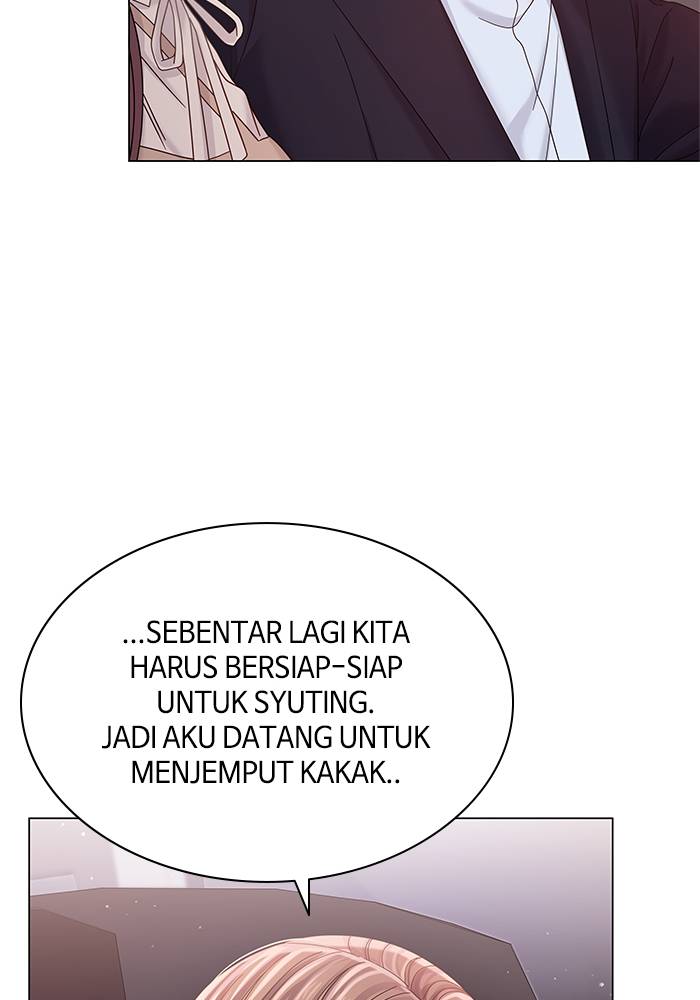 ...SEBENTAR LAGI KITA
HARUS BERSIAP-SIAP
UNTUK SYUTING.
JADI AKU DATANG UNTUK
MENJEMPUT KAKAK..